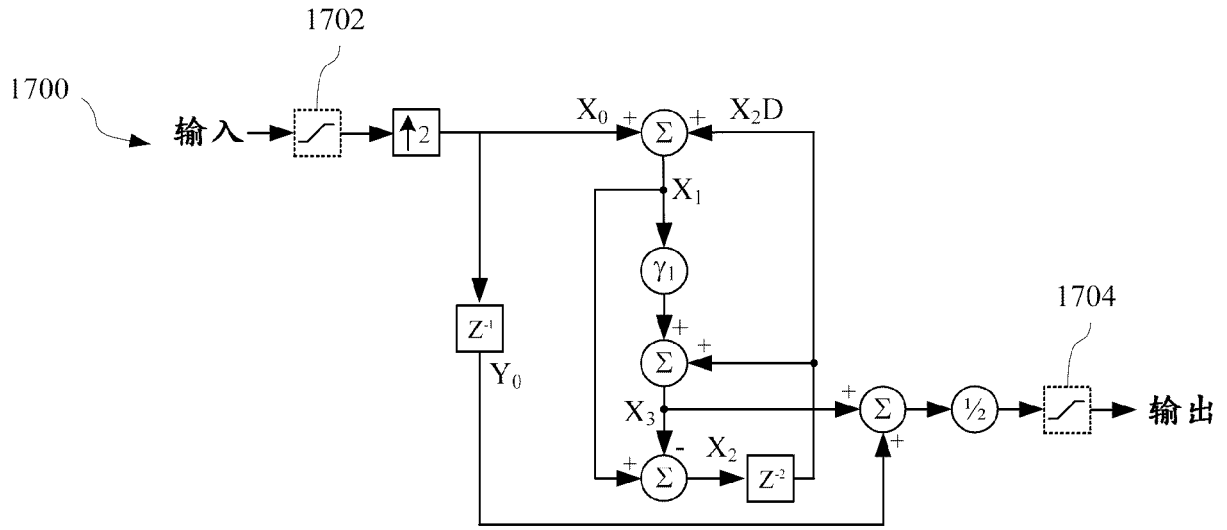 1702
1700
输入
↑2
X₀
+
Σ
+
X₂D
X₁
γ₁
Z⁻¹
Y₀
+
Σ
+
1704
X₃
+
Σ
+
½
输出
-
+
Σ
X₂
Z⁻²